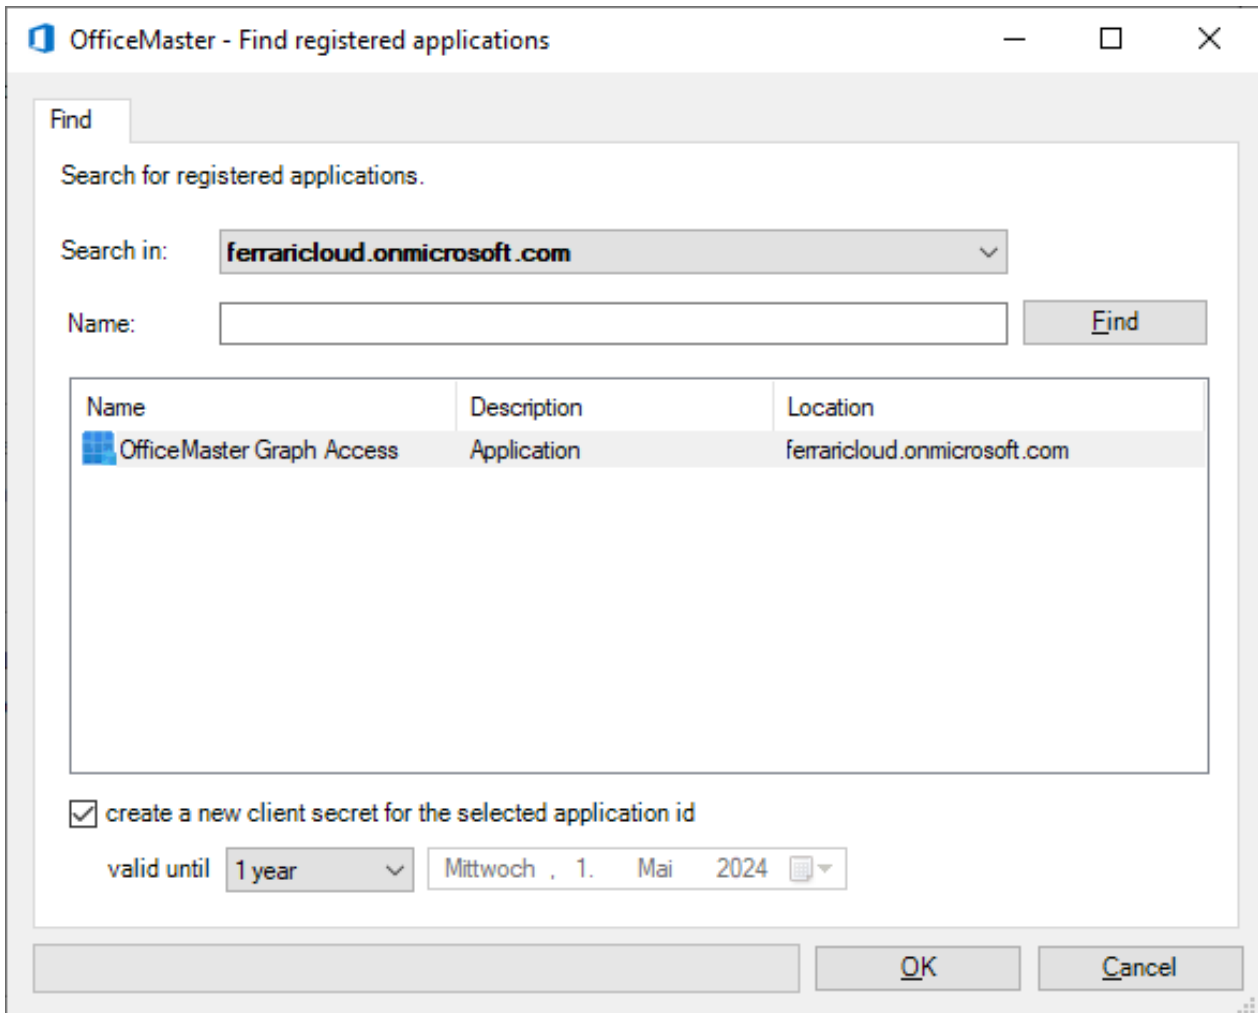 OfficeMaster - Find registered applications
Find
Search for registered applications.
Search in: ferraricloud.onmicrosoft.com
Name: Find
Name Description Location
OfficeMaster Graph Access Application ferraricloud.onmicrosoft.com
create a new client secret for the selected application id
valid until 1 year Mittwoch , 1. Mai 2024
OK Cancel